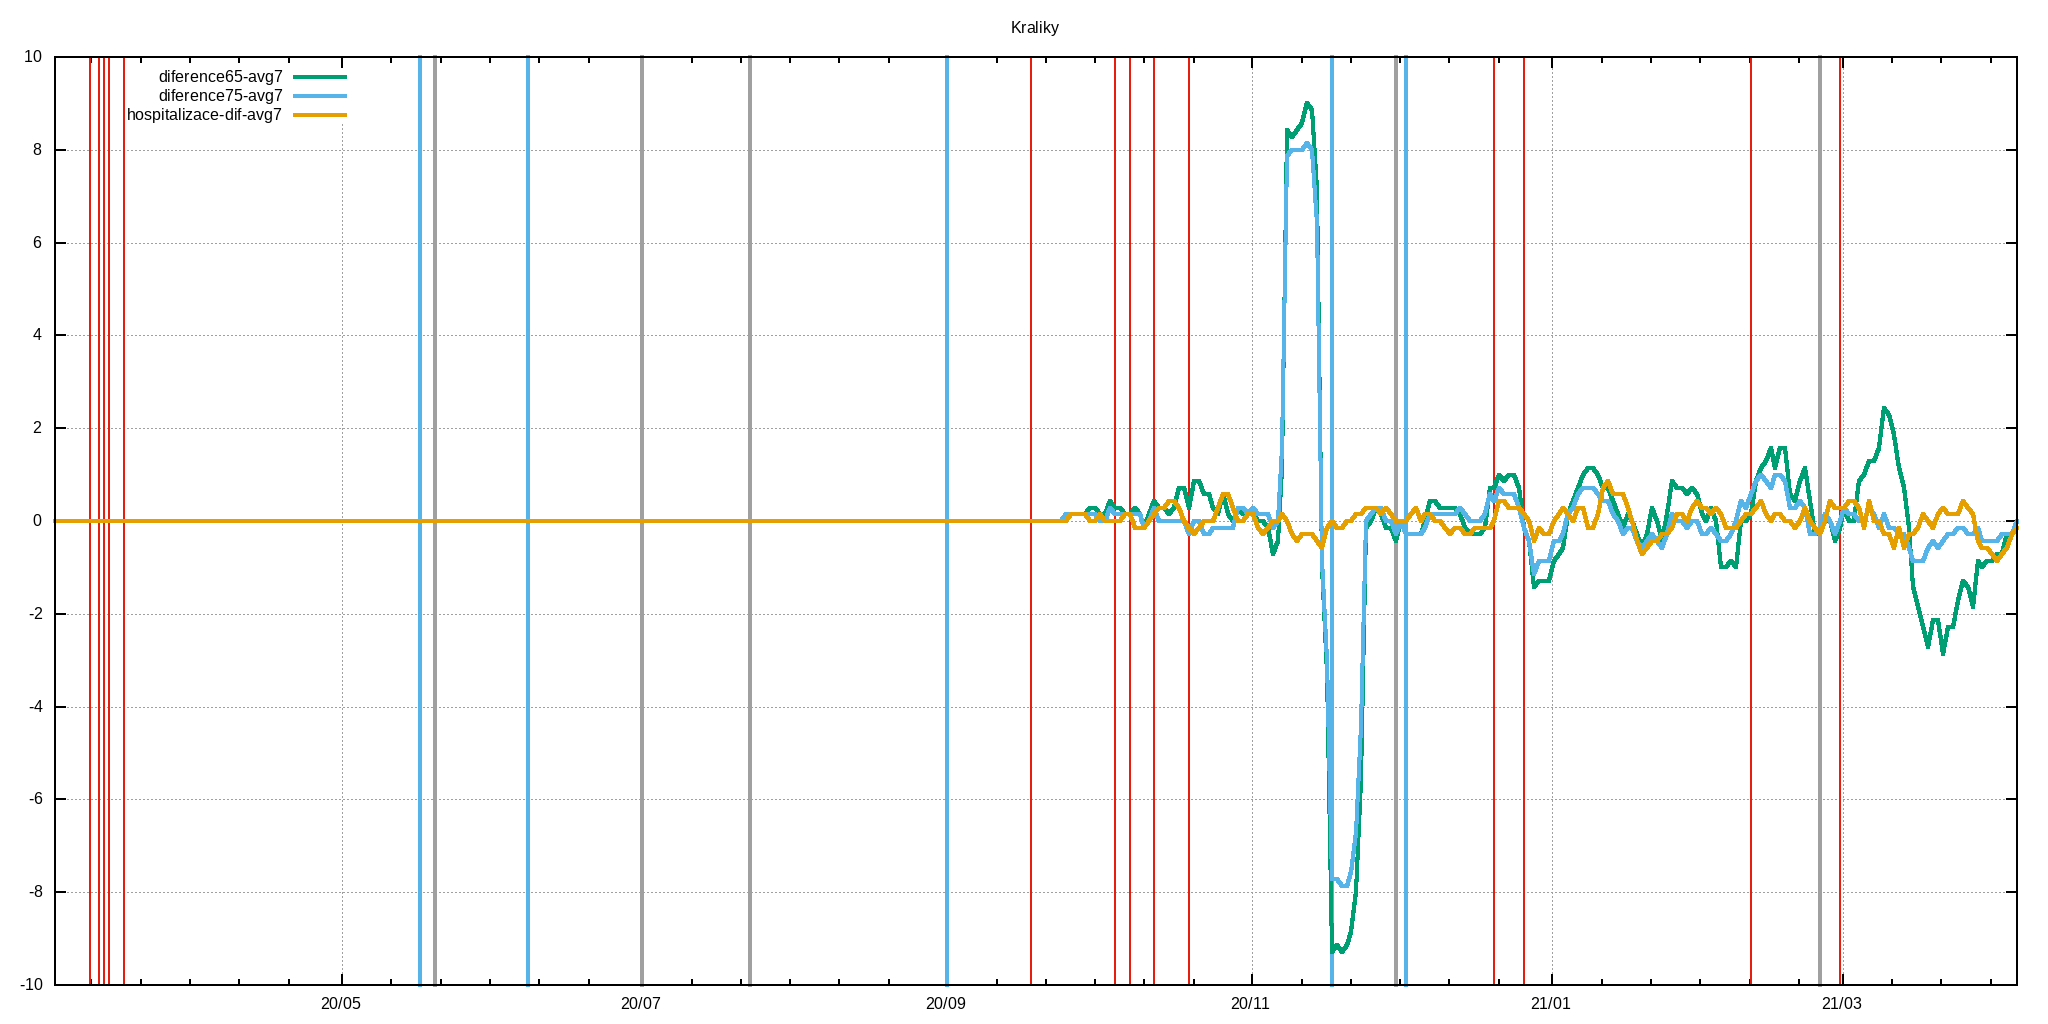 Kraliky
10
diference65-avg7
diference75-avg7
hospitalizace-dif-avg7
8
6
4
2
0
-2
-4
-6
-8
-10
20/05 20/07 20/09 20/11 21/01 21/03